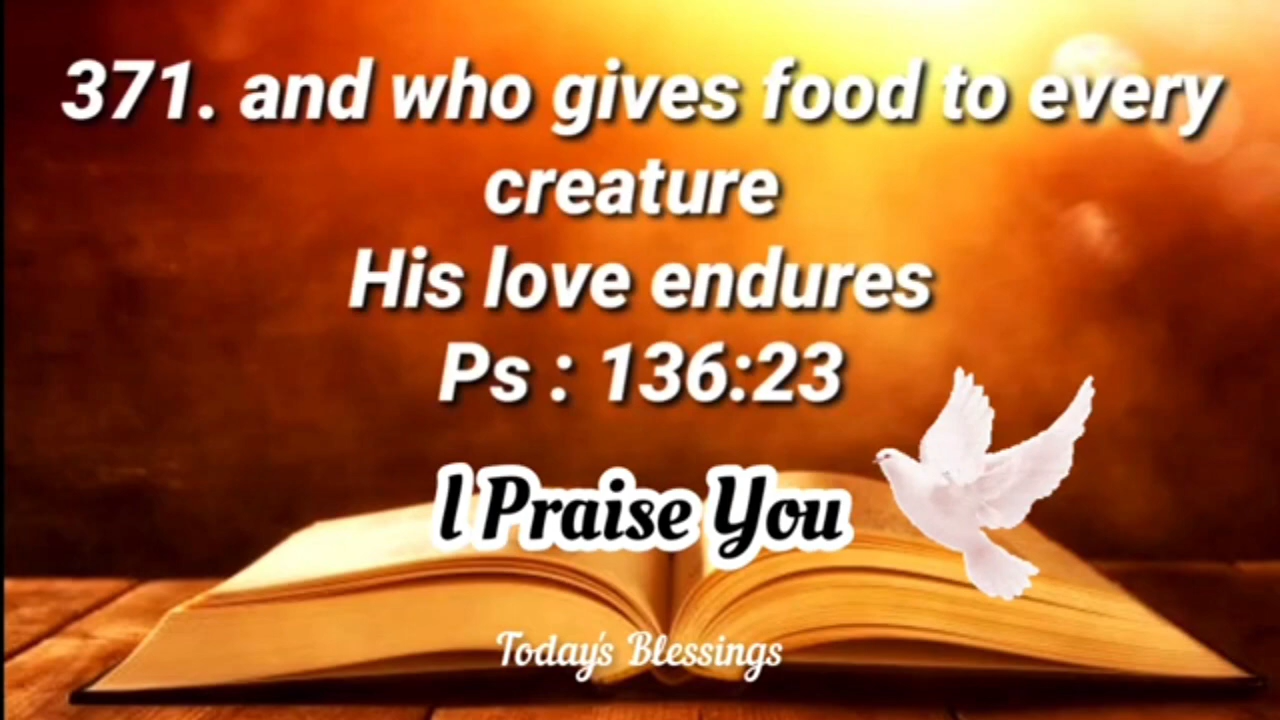 371. and who gives food to every
creature
His love endures
Ps : 136:23
I Praise You
Today's Blessings